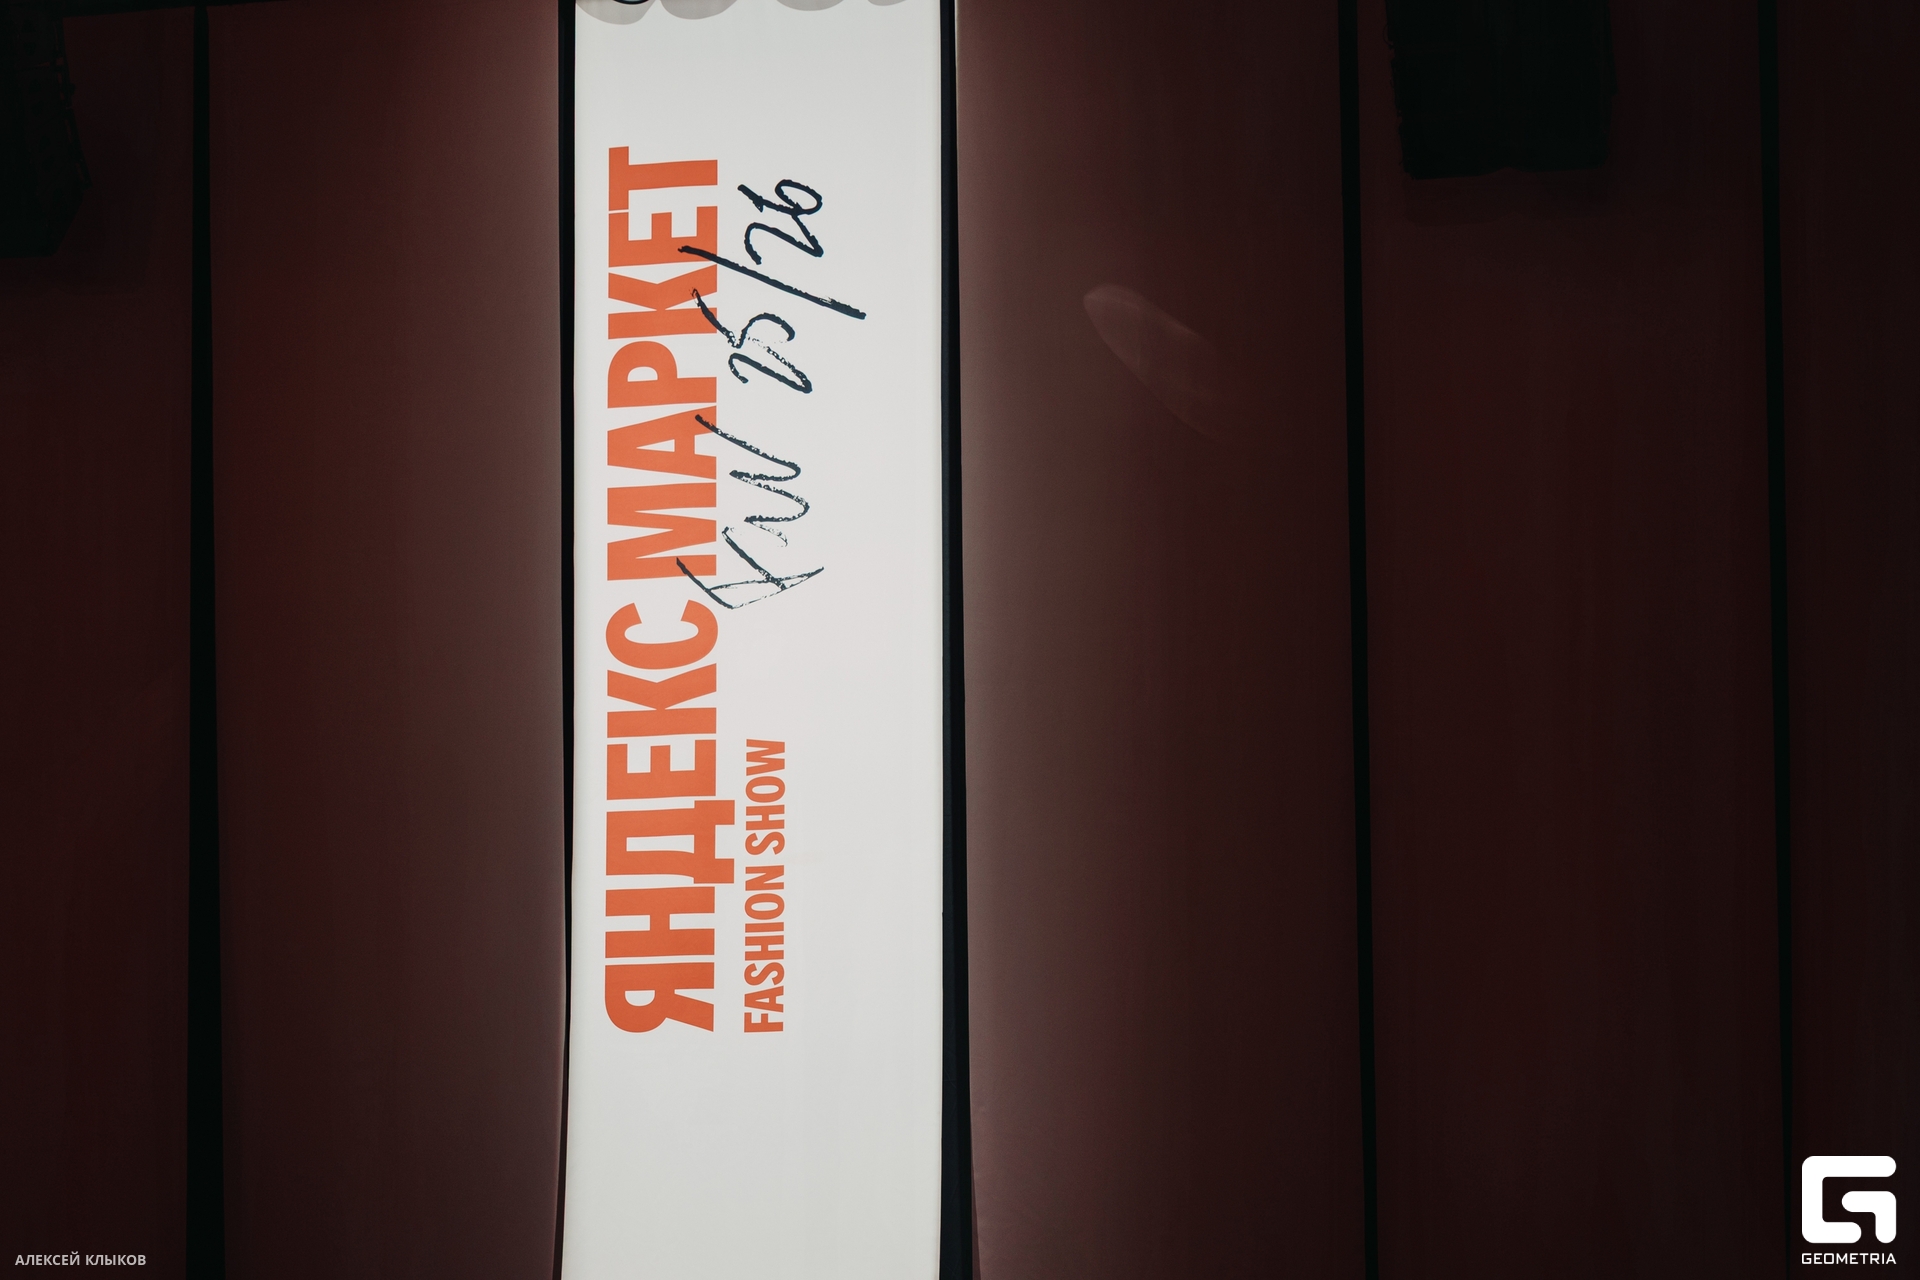 ЯНДЕКС МАРКЕТ
FASHION SHOW
FW 25/26
АЛЕКСЕЙ КЛЫКОВ
GEOMETRIA